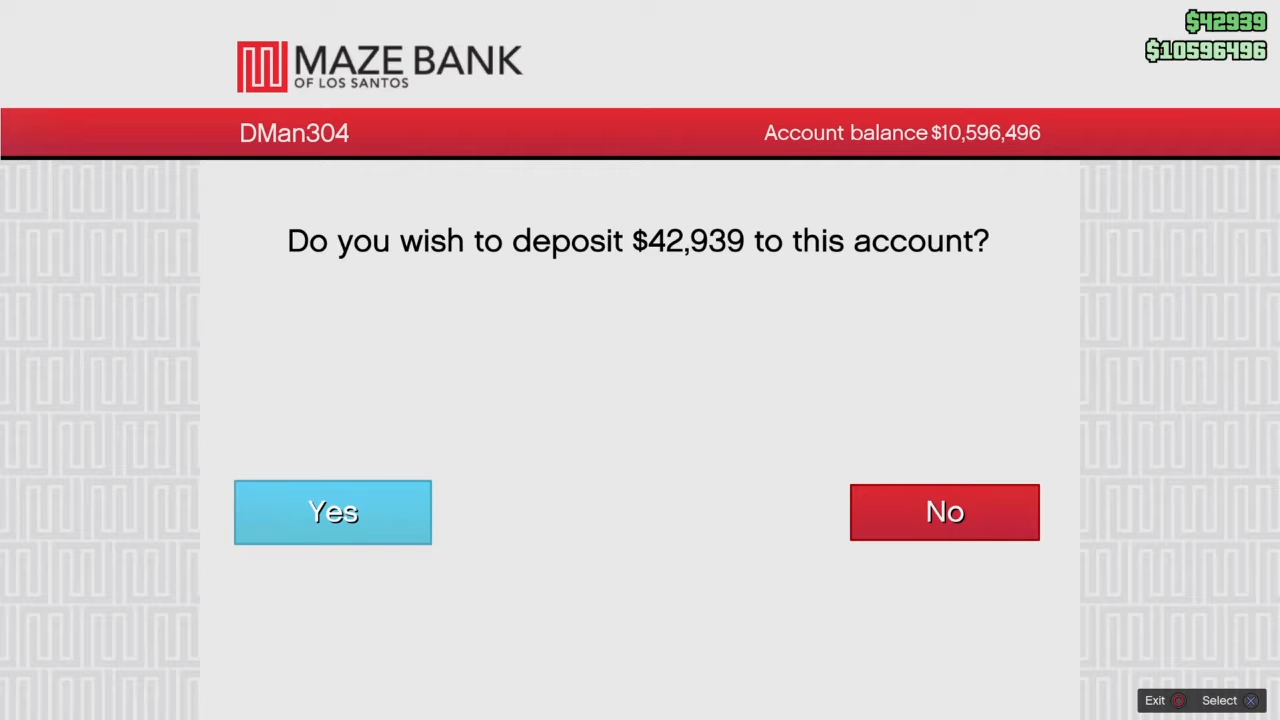 $42939
$10596496
MAZE BANK
OF LOS SANTOS
DMan304
Account balance $10,596,496
Do you wish to deposit $42,939 to this account?
Yes
No
Exit
Select